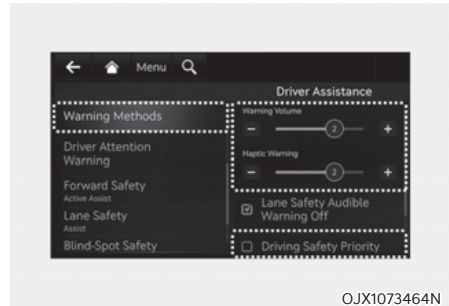 Menu
Driver Assistance
Warning Methods
Driver Attention
Warning
Forward Safety
Active Assist
Lane Safety
Assist
Blind-Spot Safety
Warning Volume
- 2 +
Haptic Warning
- 2 +
Lane Safety Audible
Warning Off
Driving Safety Priority
OJX1073464N